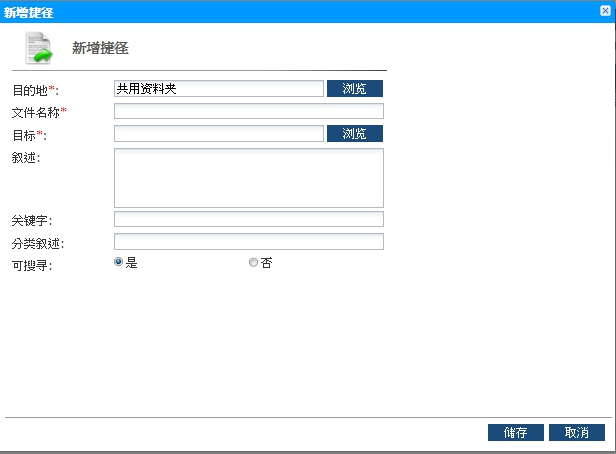 新增捷径
新增捷径
目的地*: 共用资料夹 浏览
文件名称*
目标*: 浏览
叙述:
关键字:
分类叙述:
可搜寻: 是 否
储存 取消